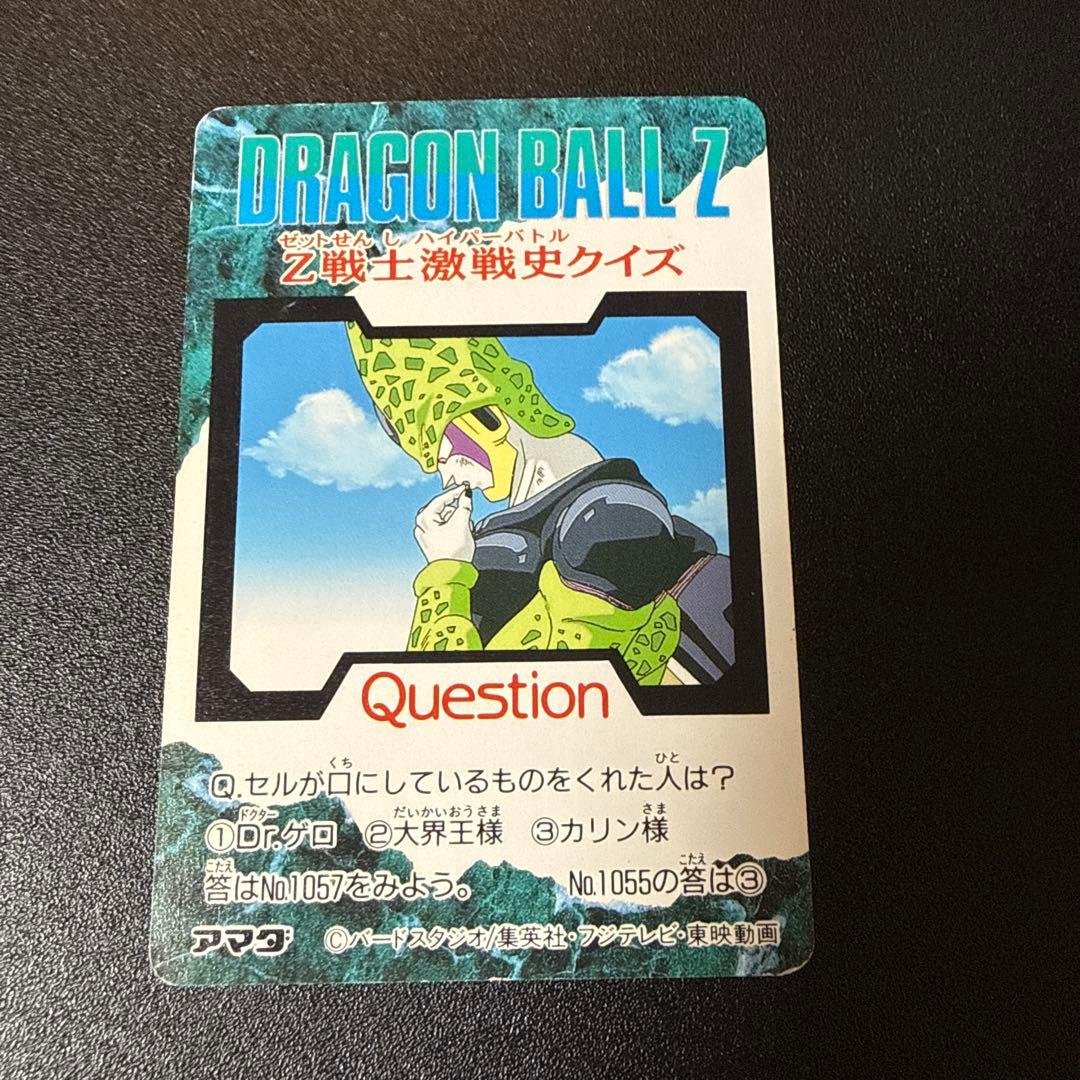 DRAGON BALL Z
ゼットせんし ハイパーバトル
Z戦士激戦史クイズ
Question
くち ひと
Q.セルが口にしているものをくれた人は?
ドクター だいかいおうさま さま
①Dr.ゲロ ②大界王様 ③カリン様
こたえ こたえ
答はNo.1057をみよう。 No.1055の答は③
アマダ ©バードスタジオ/集英社・フジテレビ・東映動画